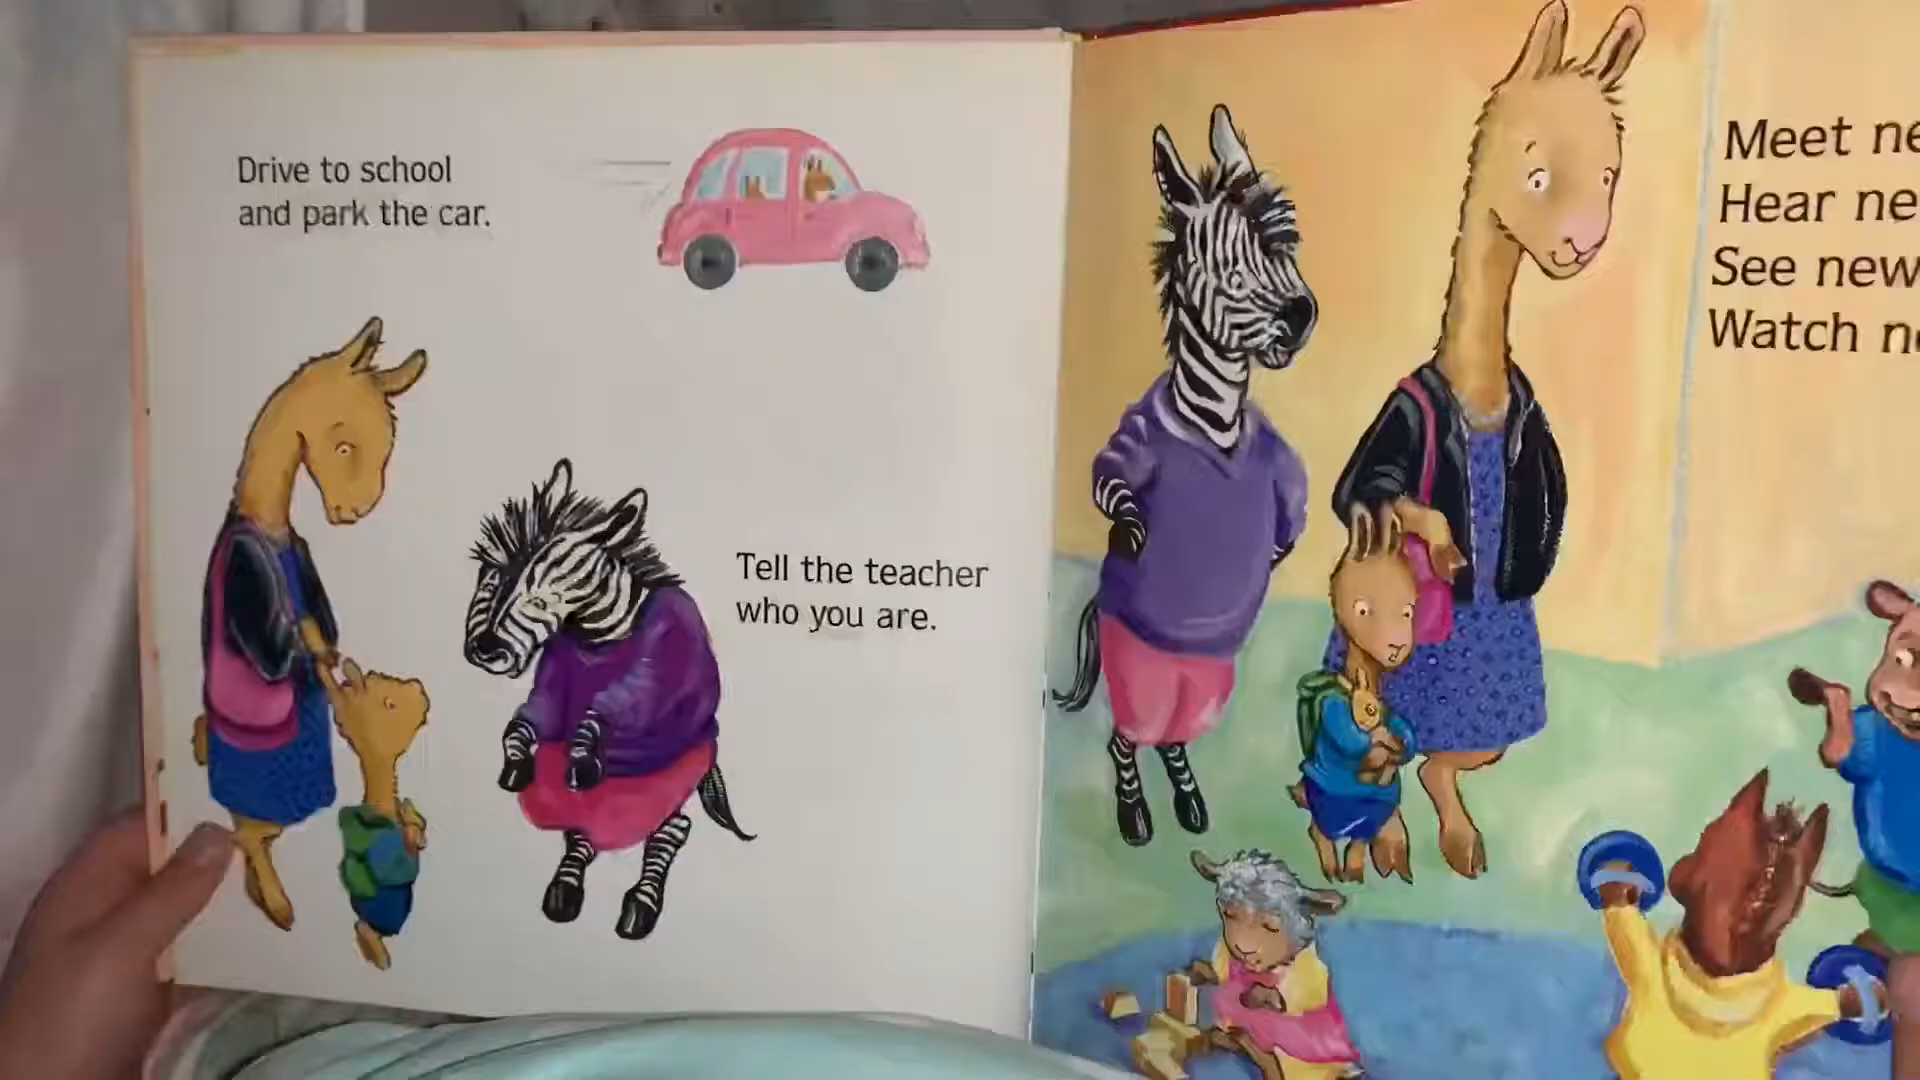 Drive to school
and park the car.
Tell the teacher
who you are.
Meet
Hear
See new
Watch